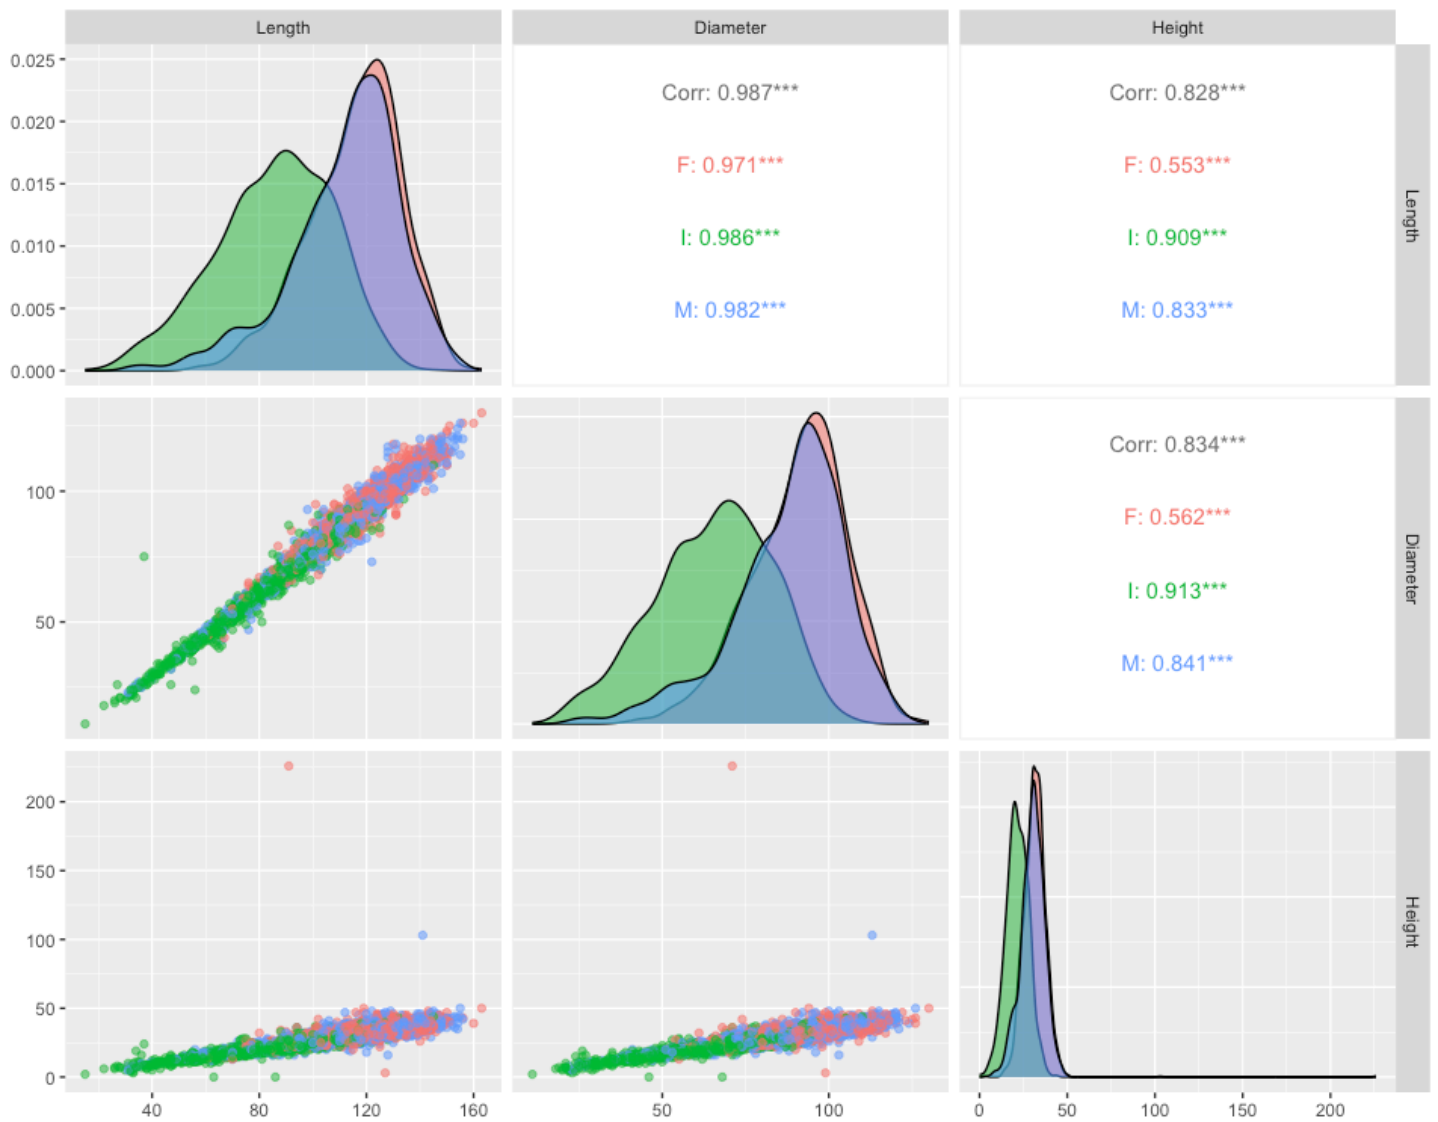 Length
Diameter
Height
0.025
0.020
0.015
0.010
0.005
0.000
Corr: 0.987***
F: 0.971***
I: 0.986***
M: 0.982***
Corr: 0.828***
F: 0.553***
I: 0.909***
M: 0.833***
Length
100
50
Corr: 0.834***
F: 0.562***
I: 0.913***
M: 0.841***
Diameter
200
150
100
50
0
Height
40
80
120
160
50
100
0
50
100
150
200